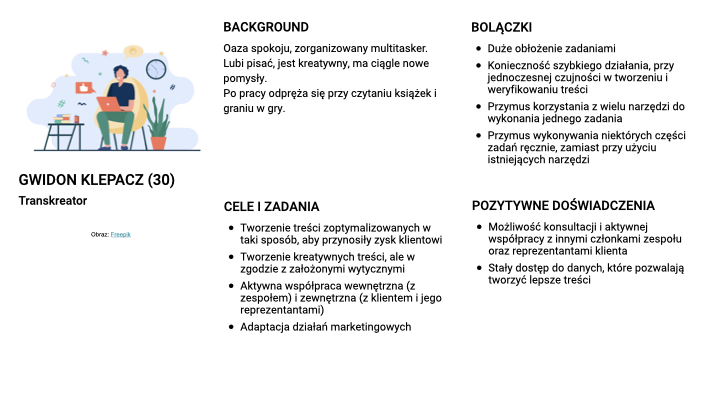 GWIDON KLEPACZ (30)
Transkreator
Obraz: Freepik
BACKGROUND
Oaza spokoju, zorganizowany multitasker.
Lubi pisać, jest kreatywny, ma ciągle nowe
pomysły.
Po pracy odpręża się przy czytaniu książek i
graniu w gry.
CELE I ZADANIA
Tworzenie treści zoptymalizowanych w
taki sposób, aby przynosiły zysk klientowi
Tworzenie kreatywnych treści, ale w
zgodzie z założonymi wytycznymi
Aktywna współpraca wewnętrzna (z
zespołem) i zewnętrzna (z klientem i jego
reprezentantami)
Adaptacja działań marketingowych
BOLĄCZKI
Duże obłożenie zadaniami
Konieczność szybkiego działania, przy
jednoczesnej czujności w tworzeniu i
weryfikowaniu treści
Przymus korzystania z wielu narzędzi do
wykonania jednego zadania
Przymus wykonywania niektórych części
zadań ręcznie, zamiast przy użyciu
istniejących narzędzi
POZYTYWNE DOŚWIADCZENIA
Możliwość konsultacji i aktywnej
współpracy z innymi członkami zespołu
oraz reprezentantami klienta
Stały dostęp do danych, które pozwalają
tworzyć lepsze treści